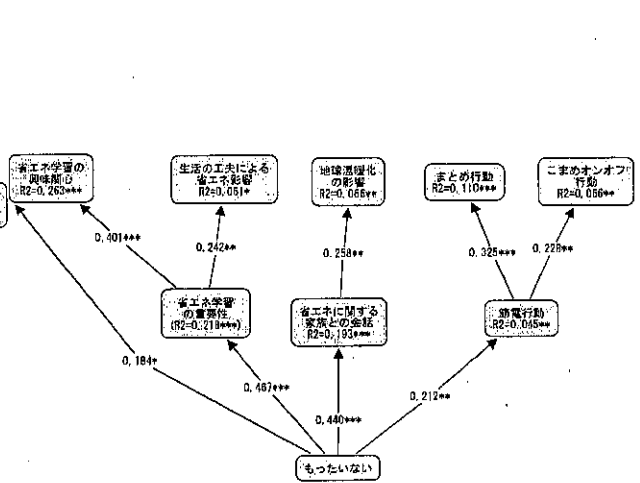 省エネ学習の
興味関心
R2=0,263***
生活の工夫による
省エネ影響
R2=0,061*
地球温暖化
の影響
R2=0,066**
まとめ行動
R2=0,110***
こまめオンオフ
行動
R2=0,066**
0,401***
0,242**
0,258**
0,325***
0,228**
省エネ学習
の重要性
(R2=0,218***)
省エネに関する
家族との会話
R2=0,193***
節電行動
R2=0,045**
0,184*
0,467***
0,440***
0,212**
もったいない